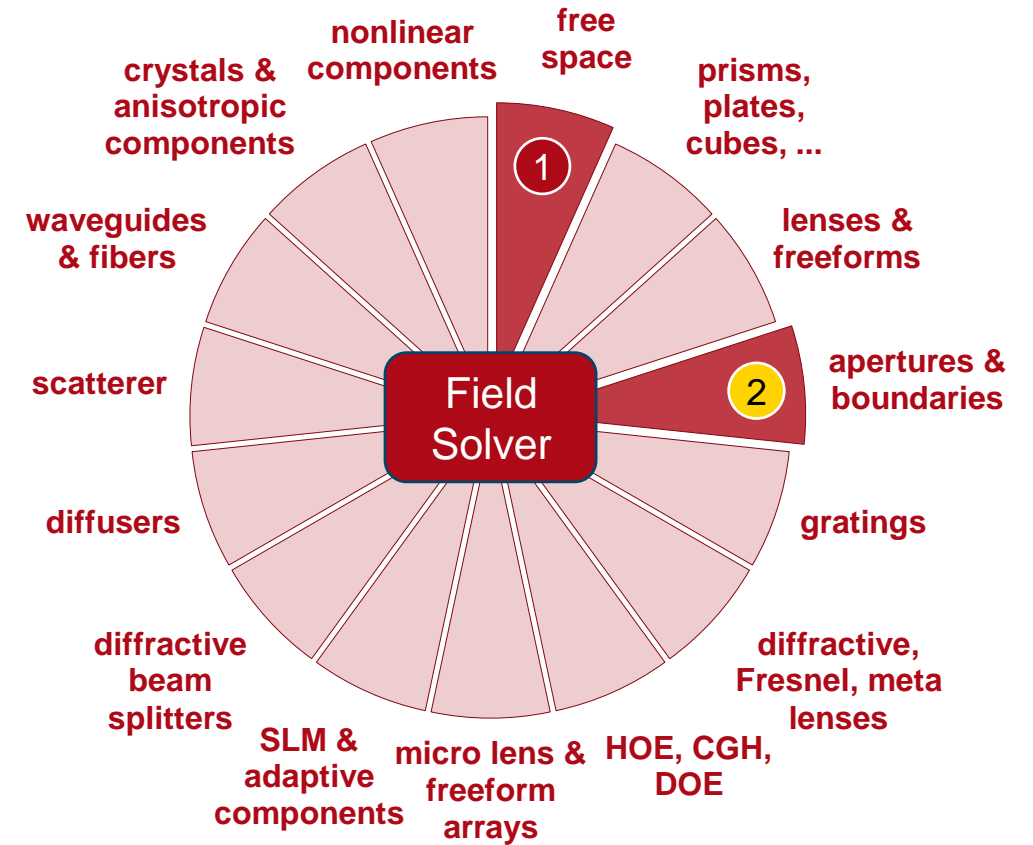 free
space
1
prisms,
plates,
cubes, ...
lenses &
freeforms
apertures &
boundaries
2
gratings
diffractive,
Fresnel, meta
lenses
HOE, CGH,
DOE
micro lens &
freeform
arrays
SLM &
adaptive
components
diffractive
beam
splitters
diffusers
scatterer
waveguides
& fibers
crystals &
anisotropic
components
nonlinear
components
Field
Solver